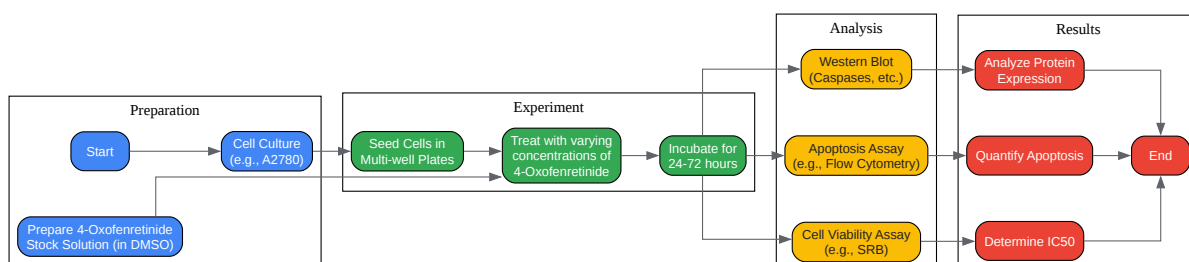 Preparation
Start
Cell Culture
(e.g., A2780)
Prepare 4-Oxofenretinide
Stock Solution (in DMSO)
Experiment
Seed Cells in
Multi-well Plates
Treat with varying
concentrations of
4-Oxofenretinide
Incubate for
24-72 hours
Analysis
Western Blot
(Caspases, etc.)
Apoptosis Assay
(e.g., Flow Cytometry)
Cell Viability Assay
(e.g., SRB)
Results
Analyze Protein
Expression
Quantify Apoptosis
Determine IC50
End